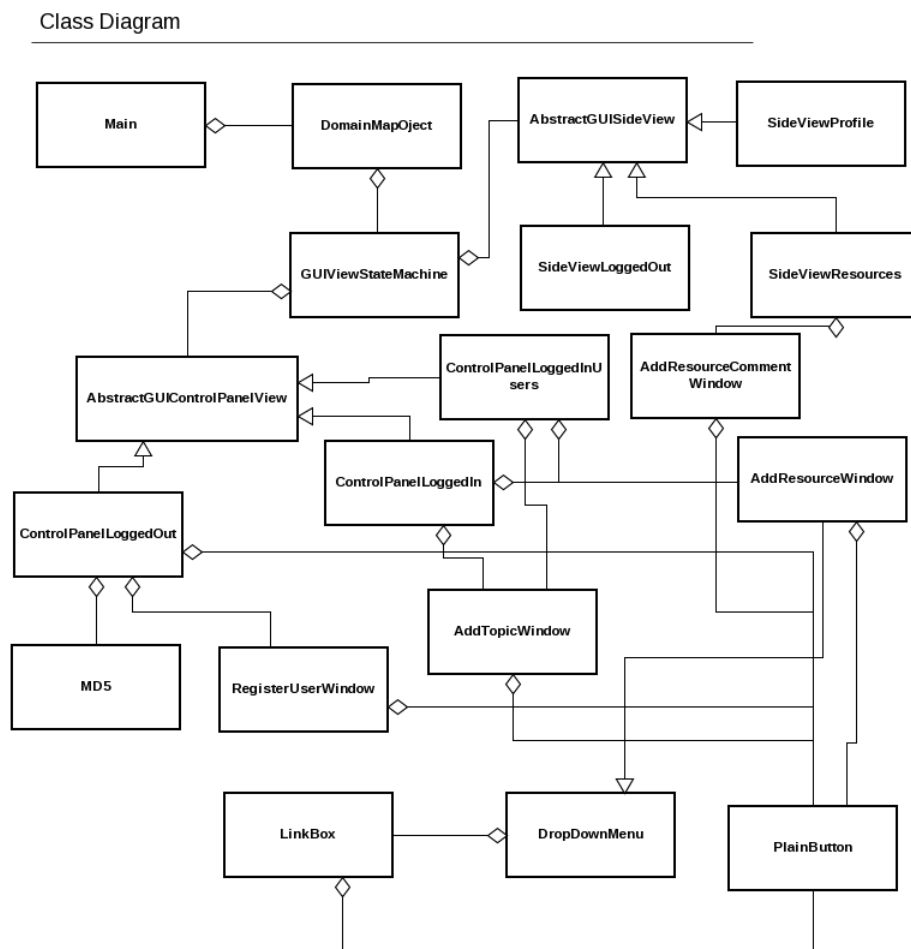 Class Diagram
Main
DomainMapOject
AbstractGUISideView
SideViewProfile
GUIViewStateMachine
SideViewLoggedOut
SideViewResources
AbstractGUIControlPanelView
ControlPanelLoggedInU
sers
AddResourceComment
Window
ControlPanelLoggedIn
AddResourceWindow
ControlPanelLoggedOut
AddTopicWindow
MD5
RegisterUserWindow
LinkBox
DropDownMenu
PlainButton